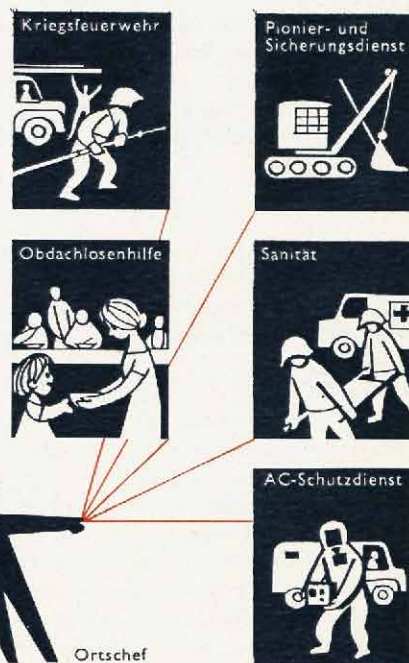 Kriegsfeuerwehr
Pionier- und
Sicherungsdienst
Obdachlosenhilfe
Sanität
AC-Schutzdienst
Ortschef